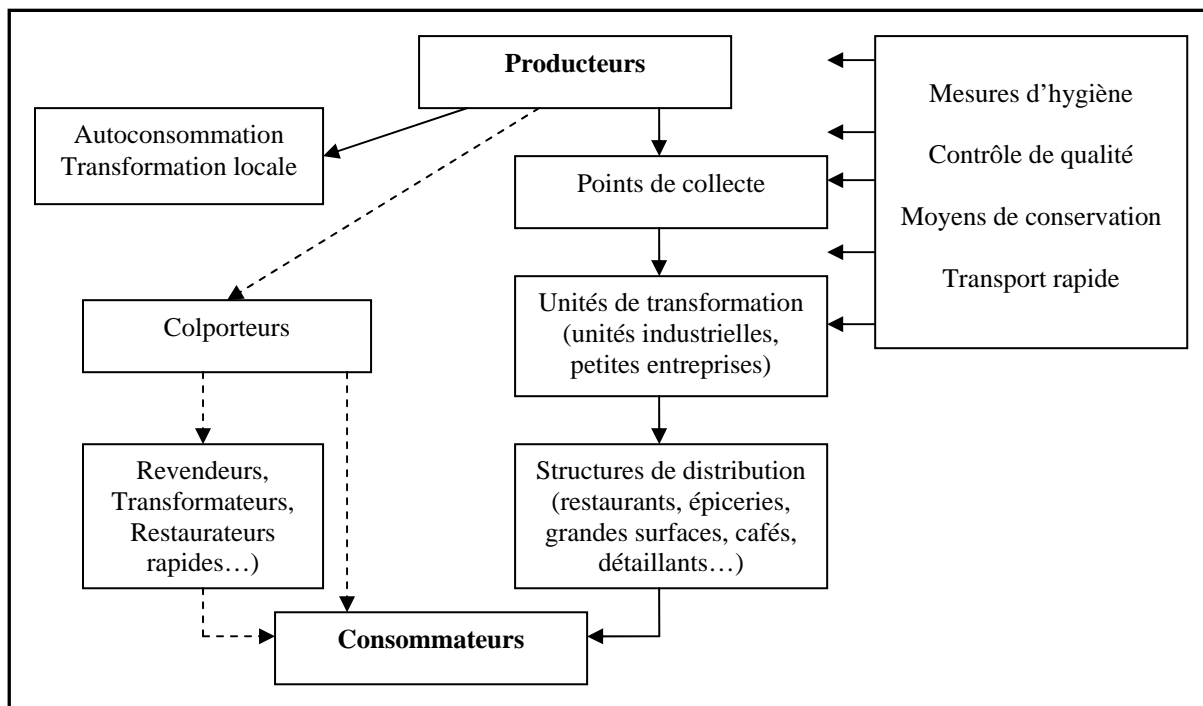 Producteurs
Autoconsommation
Transformation locale
Points de collecte
Mesures d’hygiène
Contrôle de qualité
Moyens de conservation
Transport rapide
Colporteurs
Unités de transformation
(unités industrielles,
petites entreprises)
Revendeurs,
Transformateurs,
Restaurateurs
rapides…)
Structures de distribution
(restaurants, épiceries,
grandes surfaces, cafés,
détaillants…)
Consommateurs